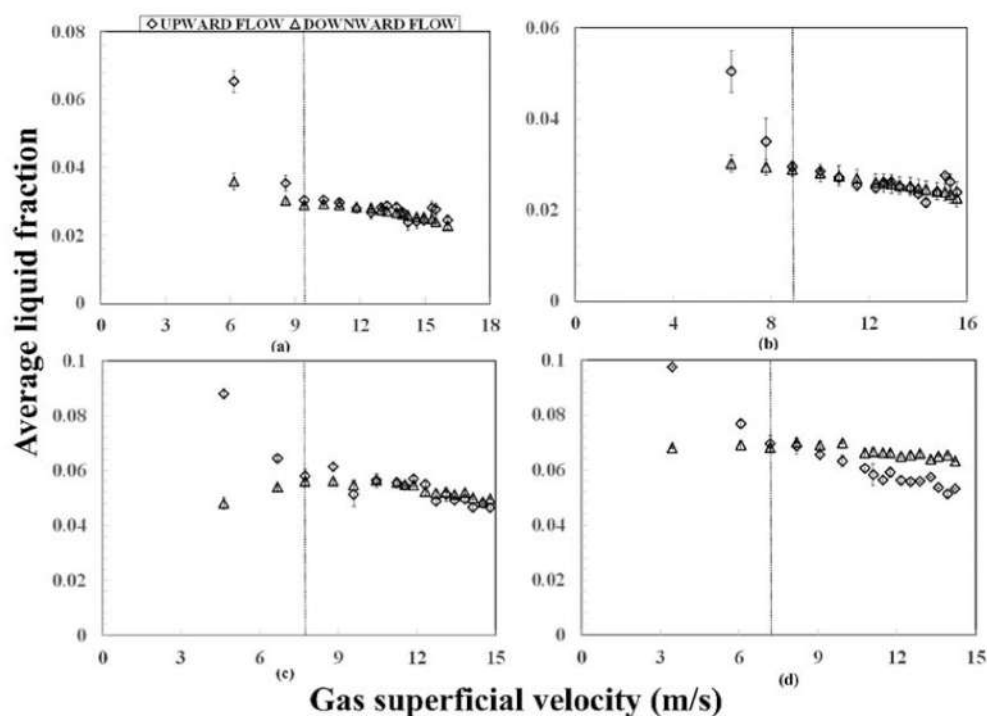 UPWARD FLOW DOWNWARD FLOW
0.08
0.06
0.04
0.02
0
0 3 6 9 12 15 18
(a)
0.06
0.04
0.02
0
0 4 8 12 16
(b)
Average liquid fraction
0.1
0.08
0.06
0.04
0.02
0
0 3 6 9 12 15
(c)
0.1
0.08
0.06
0.04
0.02
0
0 3 6 9 12 15
(d)
Gas superficial velocity (m/s)